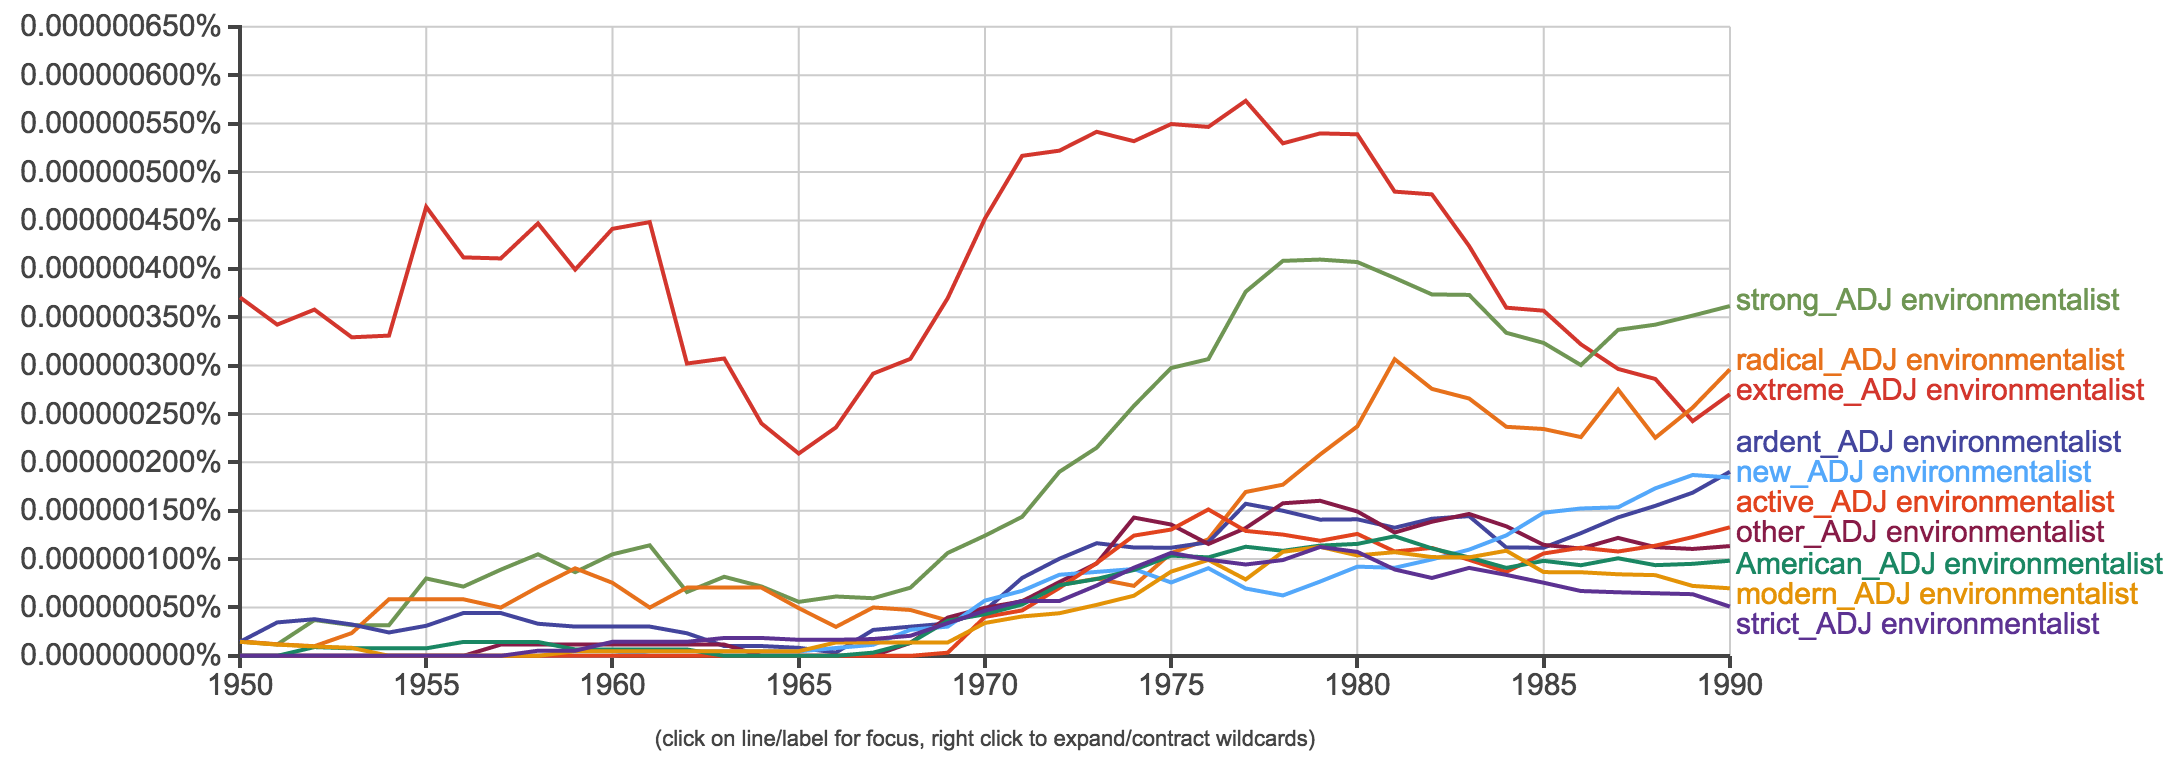 0.000000650%
0.000000600%
0.000000550%
0.000000500%
0.000000450%
0.000000400%
0.000000350%
0.000000300%
0.000000250%
0.000000200%
0.000000150%
0.000000100%
0.000000050%
0.000000000%
1950 1955 1960 1965 1970 1975 1980 1985 1990
strong_ADJ environmentalist
radical_ADJ environmentalist
extreme_ADJ environmentalist
ardent_ADJ environmentalist
new_ADJ environmentalist
active_ADJ environmentalist
other_ADJ environmentalist
American_ADJ environmentalist
modern_ADJ environmentalist
strict_ADJ environmentalist
(click on line/label for focus, right click to expand/contract wildcards)